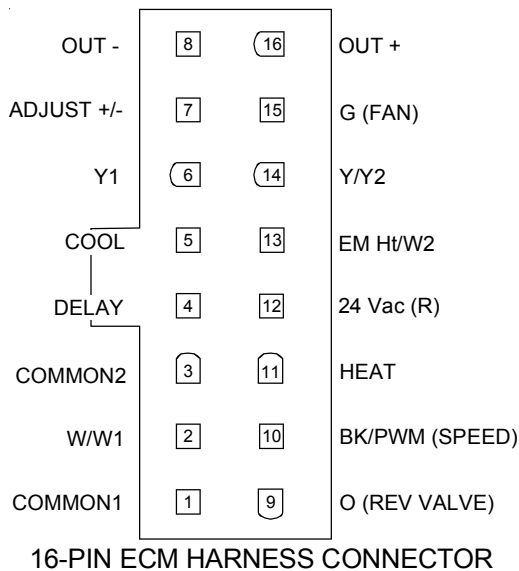 OUT - 8 16 OUT +
ADJUST +/- 7 15 G (FAN)
Y1 6 14 Y/Y2
COOL 5 13 EM Ht/W2
DELAY 4 12 24 Vac (R)
COMMON2 3 11 HEAT
W/W1 2 10 BK/PWM (SPEED)
COMMON1 1 9 O (REV VALVE)
16-PIN ECM HARNESS CONNECTOR